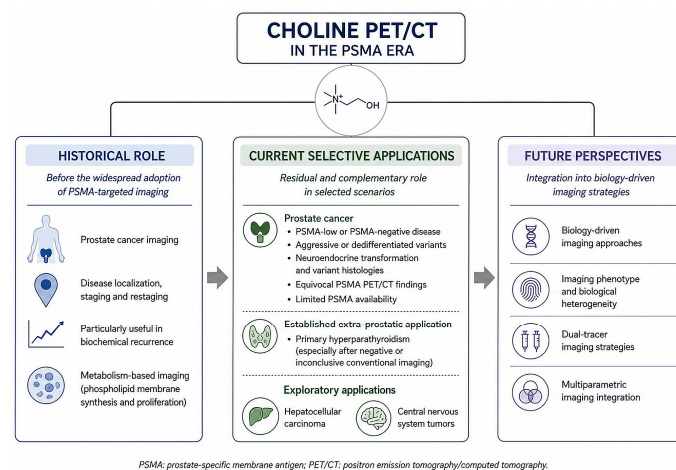 CHOLINE PET/CT
IN THE PSMA ERA
N+
OH
HISTORICAL ROLE
Before the widespread adoption
of PSMA-targeted imaging
Prostate cancer imaging
Disease localization,
staging and restaging
Particularly useful in
biochemical recurrence
Metabolism-based imaging
(phospholipid membrane
synthesis and proliferation)
CURRENT SELECTIVE APPLICATIONS
Residual and complementary role
in selected scenarios
Prostate cancer
• PSMA-low or PSMA-negative disease
• Aggressive or dedifferentiated variants
• Neuroendocrine transformation
and variant histologies
• Equivocal PSMA PET/CT findings
• Limited PSMA availability
Established extra-prostatic application
• Primary hyperparathyroidism
(especially after negative or
inconclusive conventional imaging)
Exploratory applications
Hepatocellular
carcinoma
Central nervous
system tumors
FUTURE PERSPECTIVES
Integration into biology-driven
imaging strategies
Biology-driven
imaging approaches
Imaging phenotype
and biological
heterogeneity
Dual-tracer
imaging strategies
Multiparametric
imaging integration
PSMA: prostate-specific membrane antigen; PET/CT: positron emission tomography/computed tomography.